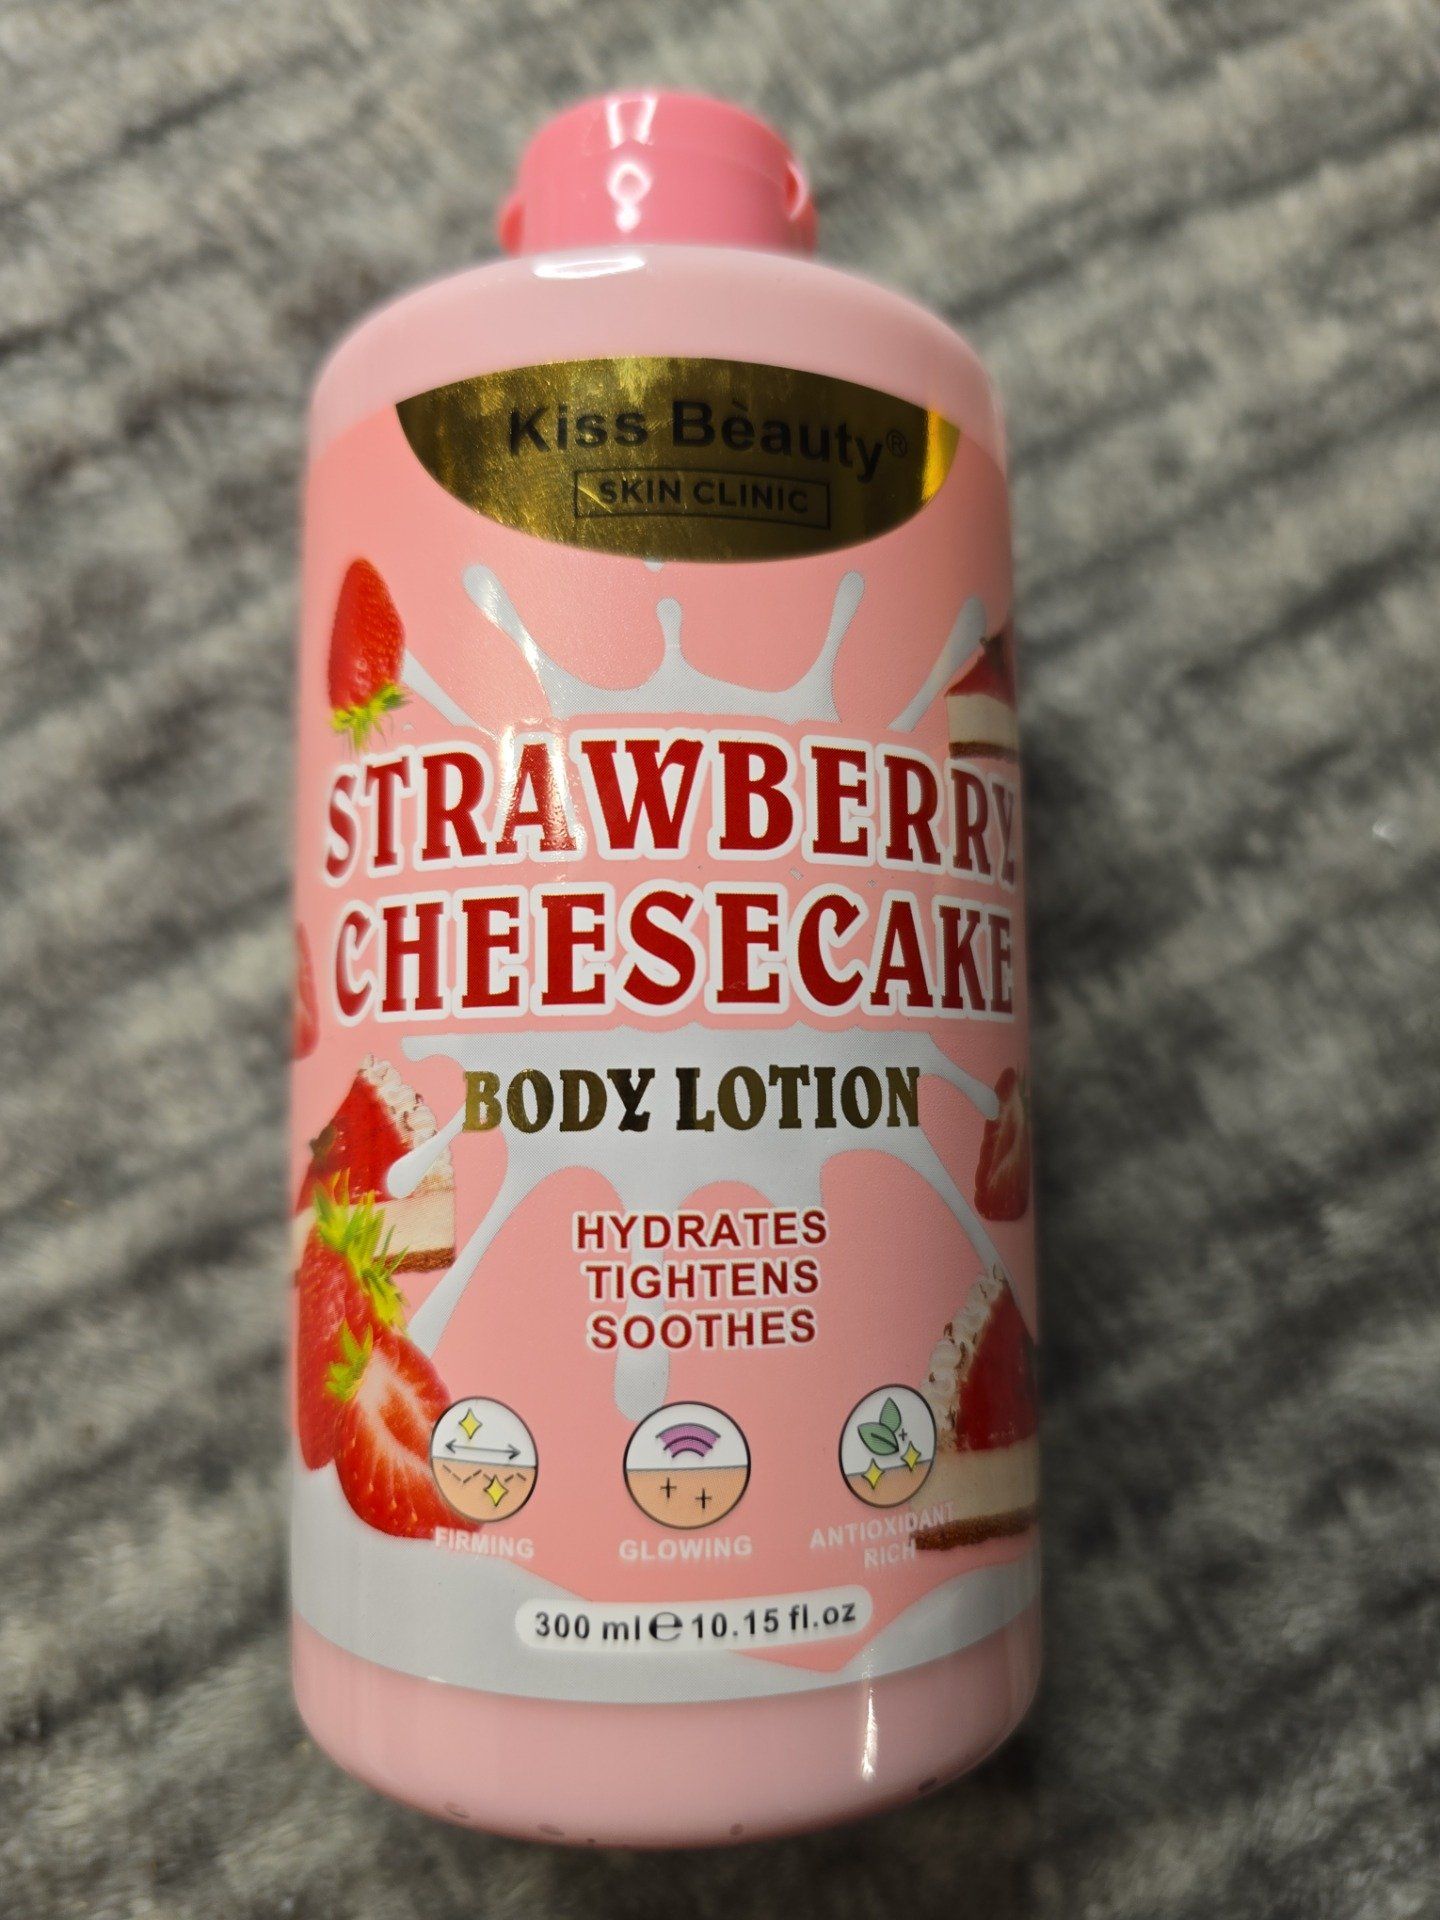 Kiss Bèauty®
SKIN CLINIC
STRAWBERRY
CHEESECAKE
BODY LOTION
HYDRATES
TIGHTENS
SOOTHES
FIRMING
GLOWING
ANTIOXIDANT
RICH
300 ml ℮ 10.15 fl.oz